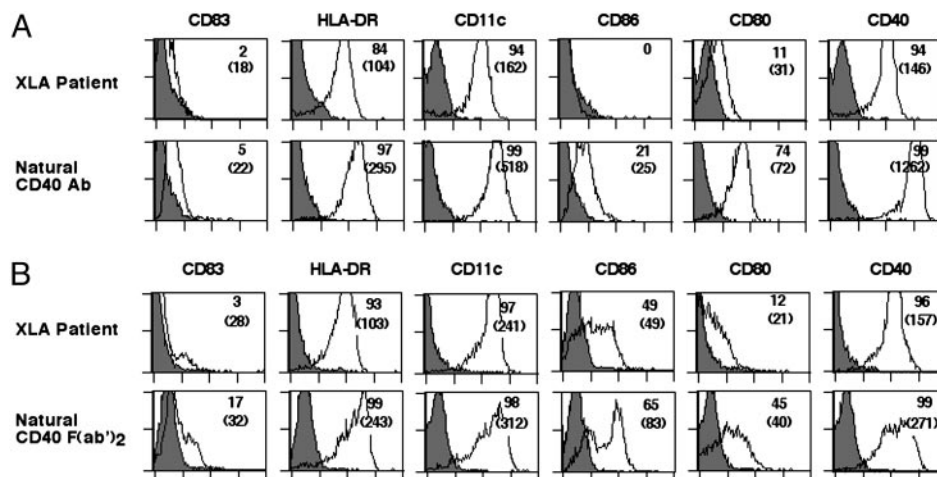 A
CD83 HLA-DR CD11c CD86 CD80 CD40
XLA Patient
2 84 94 0 11 94
(18) (104) (162) (31) (146)
Natural
CD40 Ab
5 97 99 21 74 99
(22) (295) (518) (25) (72) (1262)
B
CD83 HLA-DR CD11c CD86 CD80 CD40
XLA Patient
3 93 97 49 12 96
(28) (103) (241) (49) (21) (157)
Natural
CD40 F(ab')2
17 99 98 65 45 99
(32) (243) (312) (83) (40) (271)